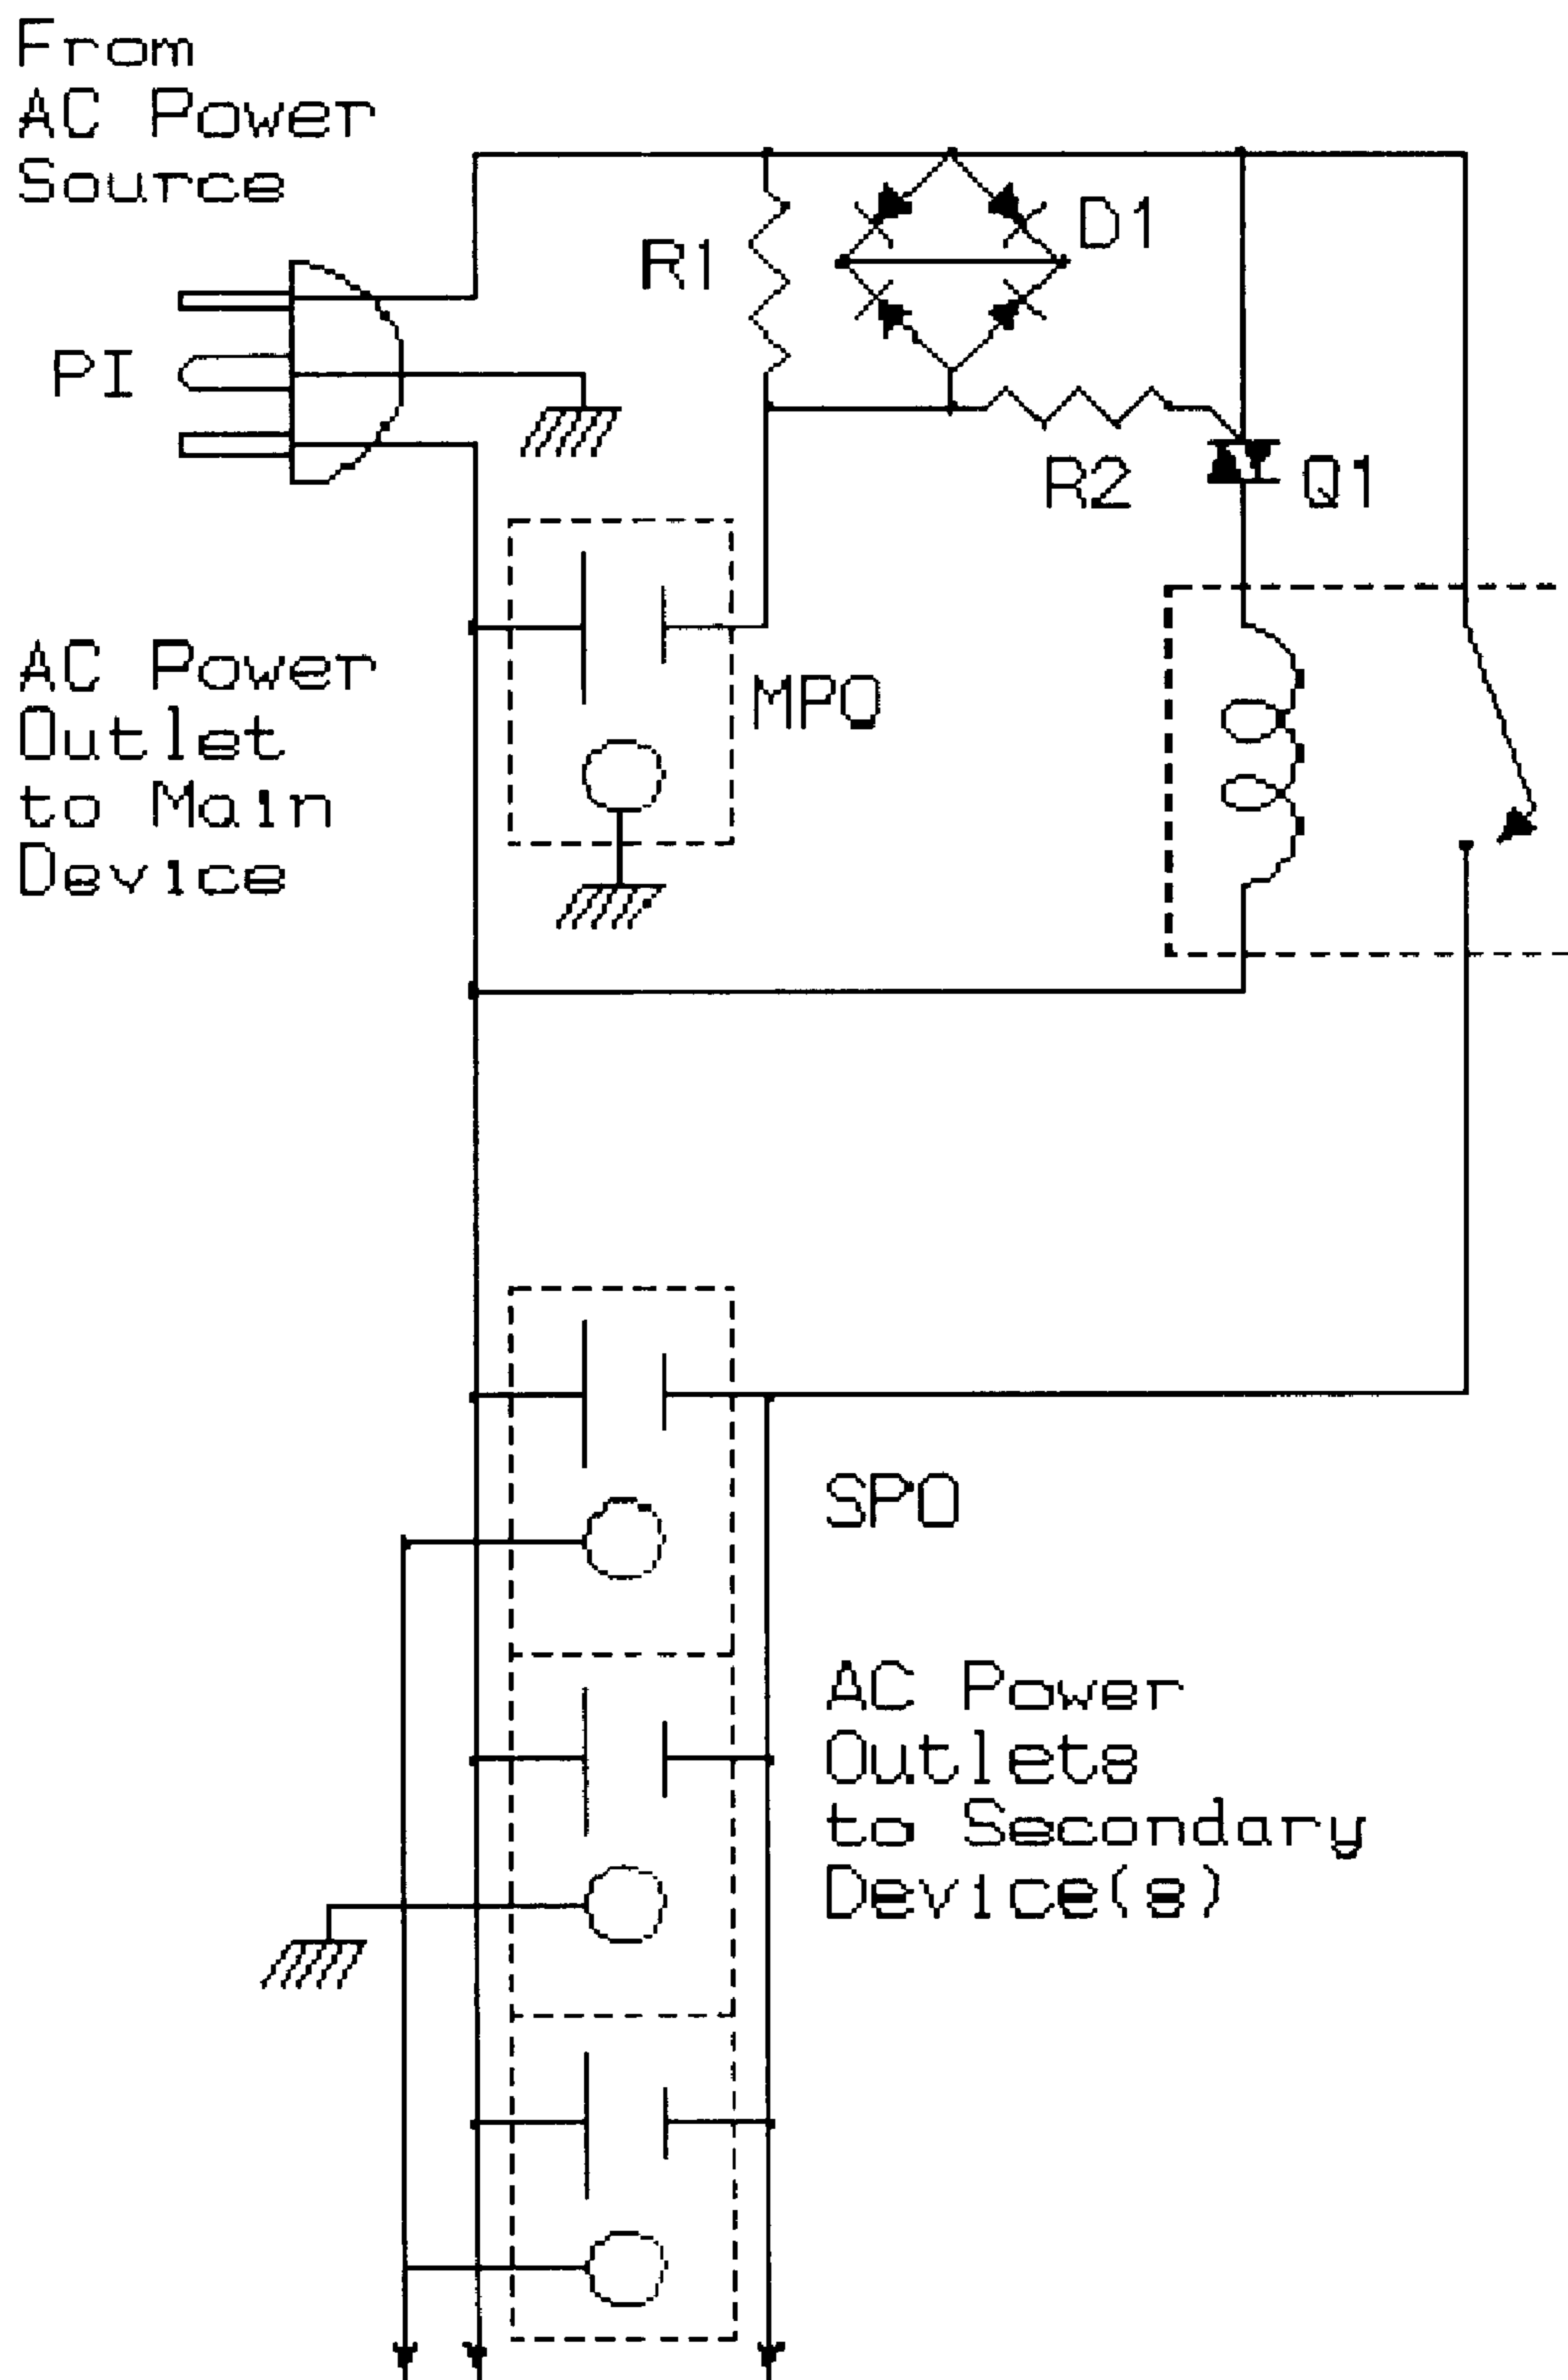 From
AC Power
Source
D1
R1
PI
R2
Q1
AC Power
Outlet
to Main
Device
MPO
SPO
AC Power
Outlets
to Secondary
Device(s)